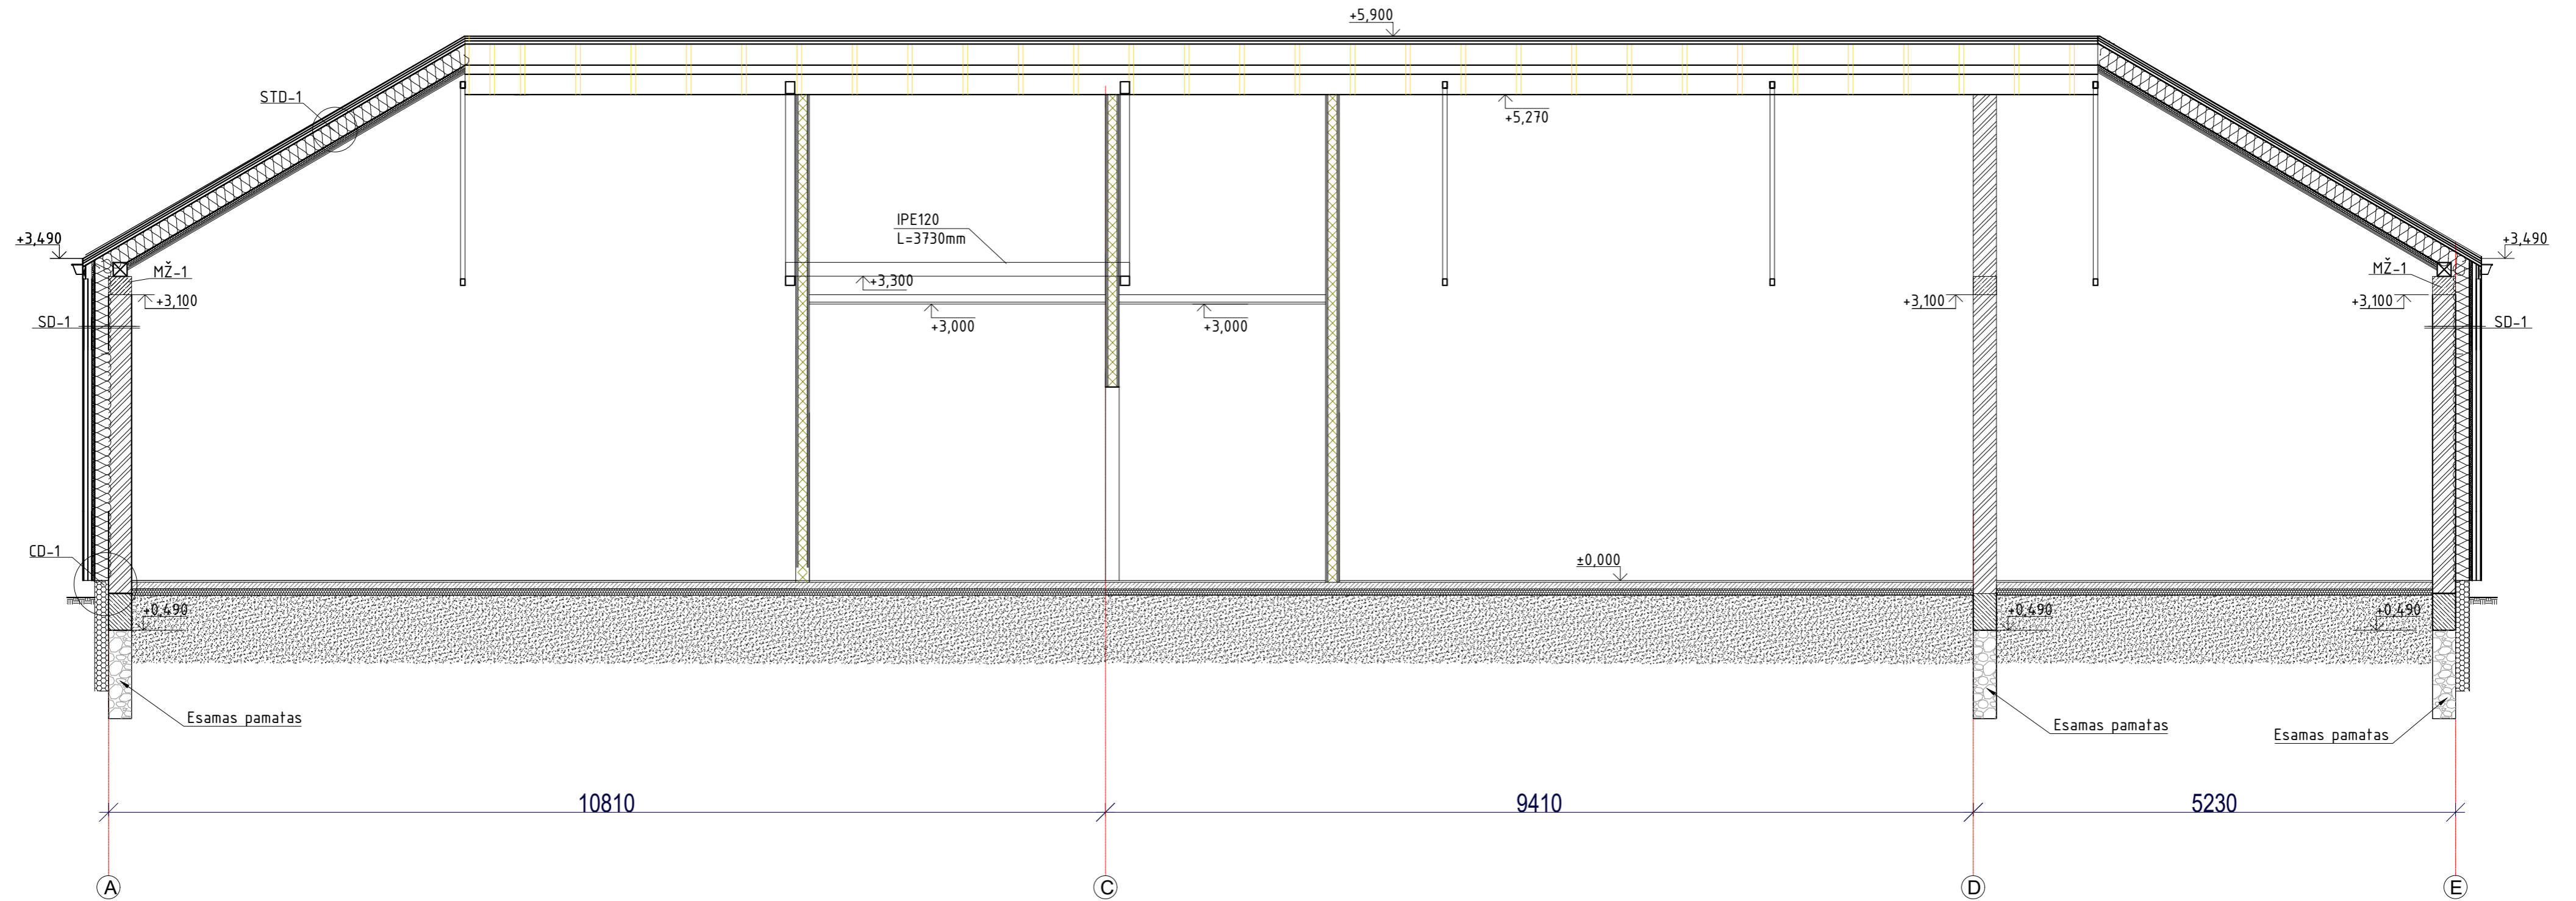 +5,900
STD-1
+5,270
IPE120
L=3730mm
+3,490
+3,490
MŽ-1
MŽ-1
+3,300
+3,100
+3,100
+3,100
SD-1
+3,000
+3,000
SD-1
CD-1
±0,000
+0,490
+0,490
+0,490
Esamas pamatas
Esamas pamatas
Esamas pamatas
10810
9410
5230
A
C
D
E